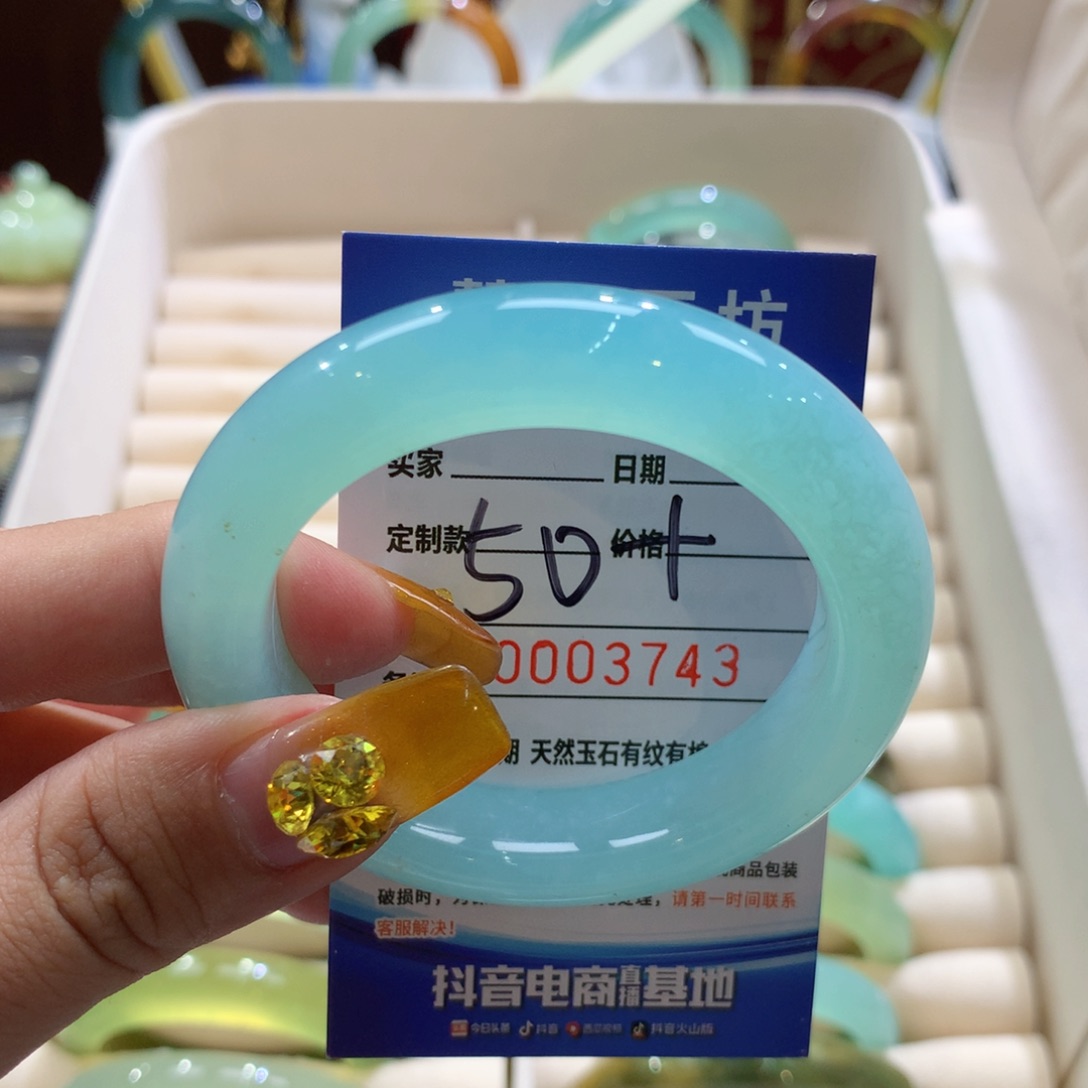 坊
买家 日期
定制款 50+ 价格
0003743
期 天然玉石有纹有
商品包装
破损时， 请第一时间联系
客服解决！
抖音电商直播基地
今日头条 抖音 西瓜视频 抖音火山版